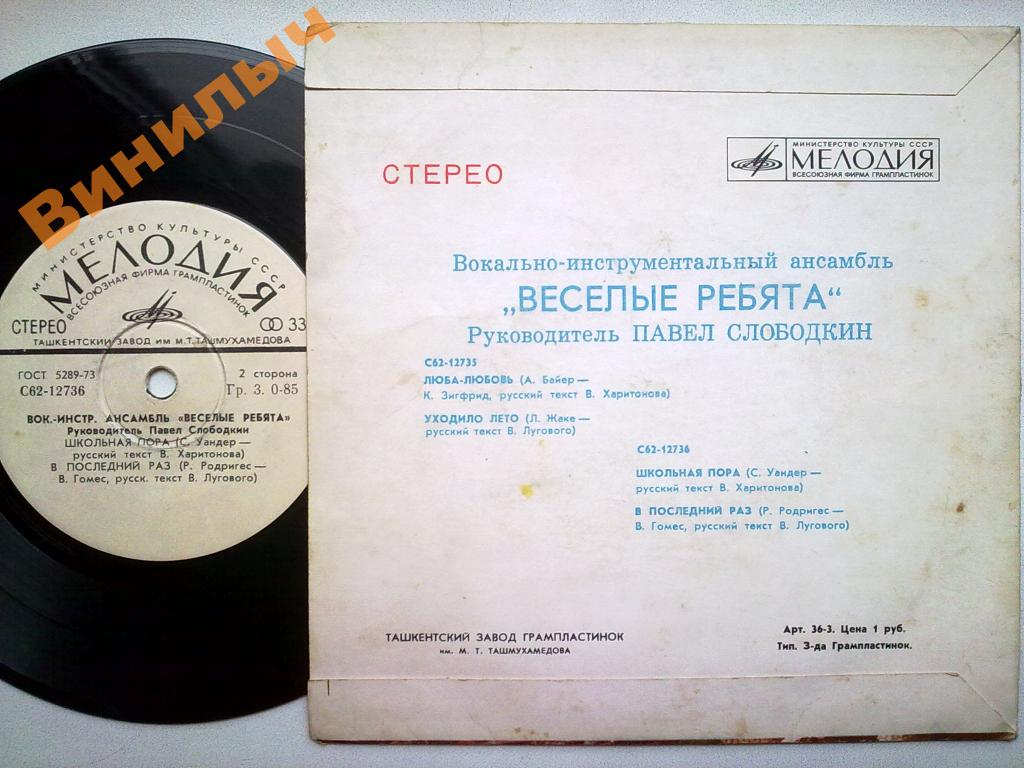 Винилыч
МИНИСТЕРСТВО КУЛЬТУРЫ СССР
МЕЛОДИЯ
ВСЕСОЮЗНАЯ ФИРМА ГРАМПЛАСТИНОК
СТЕРЕО 33
ТАШКЕНТСКИЙ ЗАВОД ИМ М.Т.ТАШМУХАМЕДОВА
ГОСТ 5289-73 2 сторона
С62-12736 Гр. 3. 0-85
ВОК.-ИНСТР. АНСАМБЛЬ «ВЕСЕЛЫЕ РЕБЯТА»
Руководитель Павел Слободкин
ШКОЛЬНАЯ ПОРА (С. Уандер —
русский текст В. Харитонова)
В ПОСЛЕДНИЙ РАЗ (Р. Родригес —
В. Гомес, русск. текст В. Лугового)
СТЕРЕО
МИНИСТЕРСТВО КУЛЬТУРЫ СССР
МЕЛОДИЯ
ВСЕСОЮЗНАЯ ФИРМА ГРАМПЛАСТИНОК
Вокально-инструментальный ансамбль
„ВЕСЕЛЫЕ РЕБЯТА“
Руководитель ПАВЕЛ СЛОБОДКИН
С62-12735
ЛЮБА-ЛЮБОВЬ (А. Байер —
К. Зигфрид, русский текст В. Харитонова)
УХОДИЛО ЛЕТО (Л. Жаке —
русский текст В. Лугового)
С62-12736
ШКОЛЬНАЯ ПОРА (С. Уандер —
русский текст В. Харитонова)
В ПОСЛЕДНИЙ РАЗ (Р. Родригес —
В. Гомес, русский текст В. Лугового)
ТАШКЕНТСКИЙ ЗАВОД ГРАМПЛАСТИНОК
им. М. Т. ТАШМУХАМЕДОВА
Арт. 36-3. Цена 1 руб.
Тип. З-да Грампластинок.